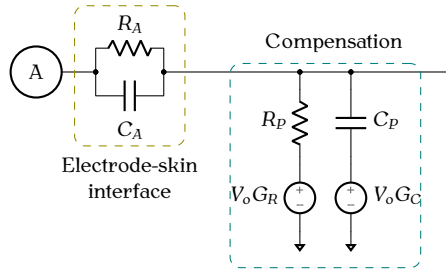 R_A
Compensation
A
C_A
R_P
C_P
Electrode-skin
interface
V_oG_R
V_oG_C